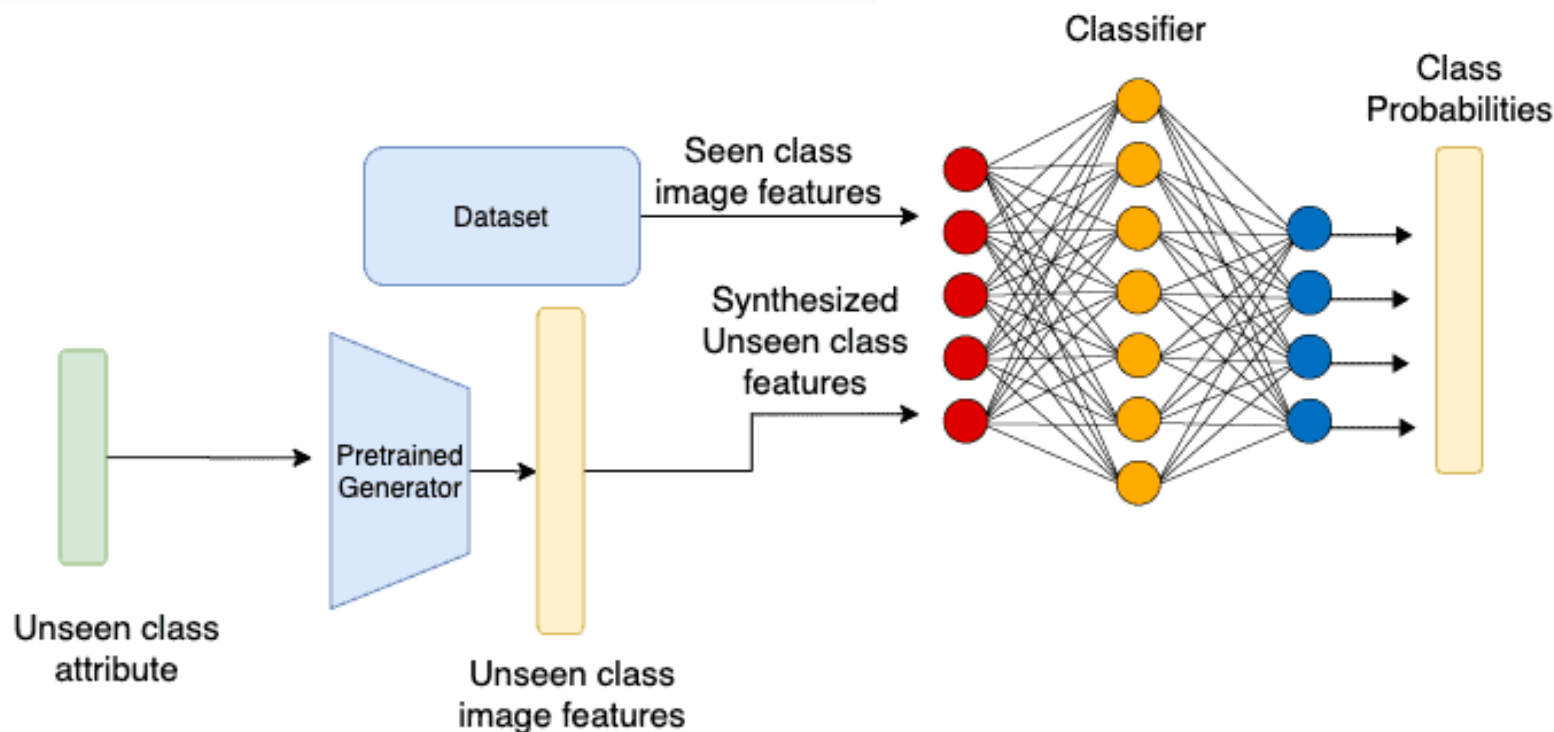 Classifier
Class
Probabilities
Seen class
image features
Dataset
Synthesized
Unseen class
features
Pretrained
Generator
Unseen class
attribute
Unseen class
image features